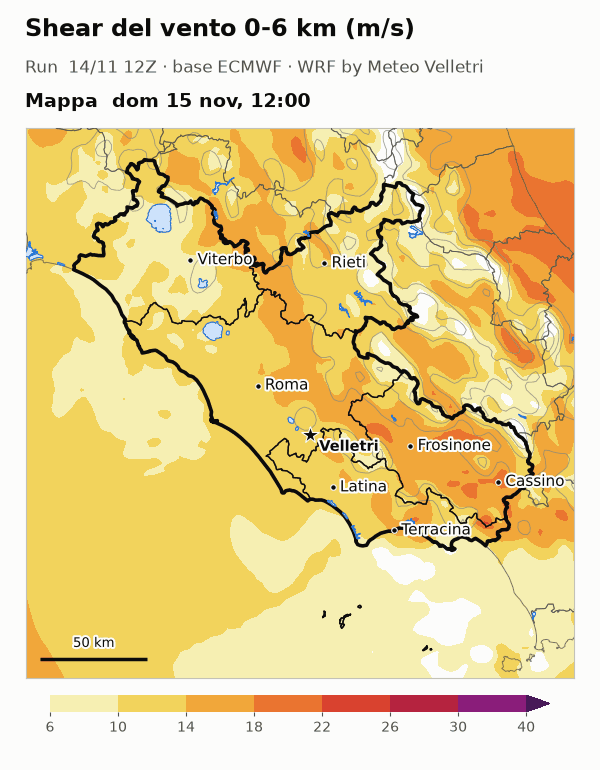 Shear del vento 0-6 km (m/s)
Run  14/11 12Z · base ECMWF · WRF by Meteo Velletri
Mappa  dom 15 nov, 12:00
Viterbo
Rieti
Roma
Velletri
Frosinone
Latina
Cassino
Terracina
50 km
6 10 14 18 22 26 30 40